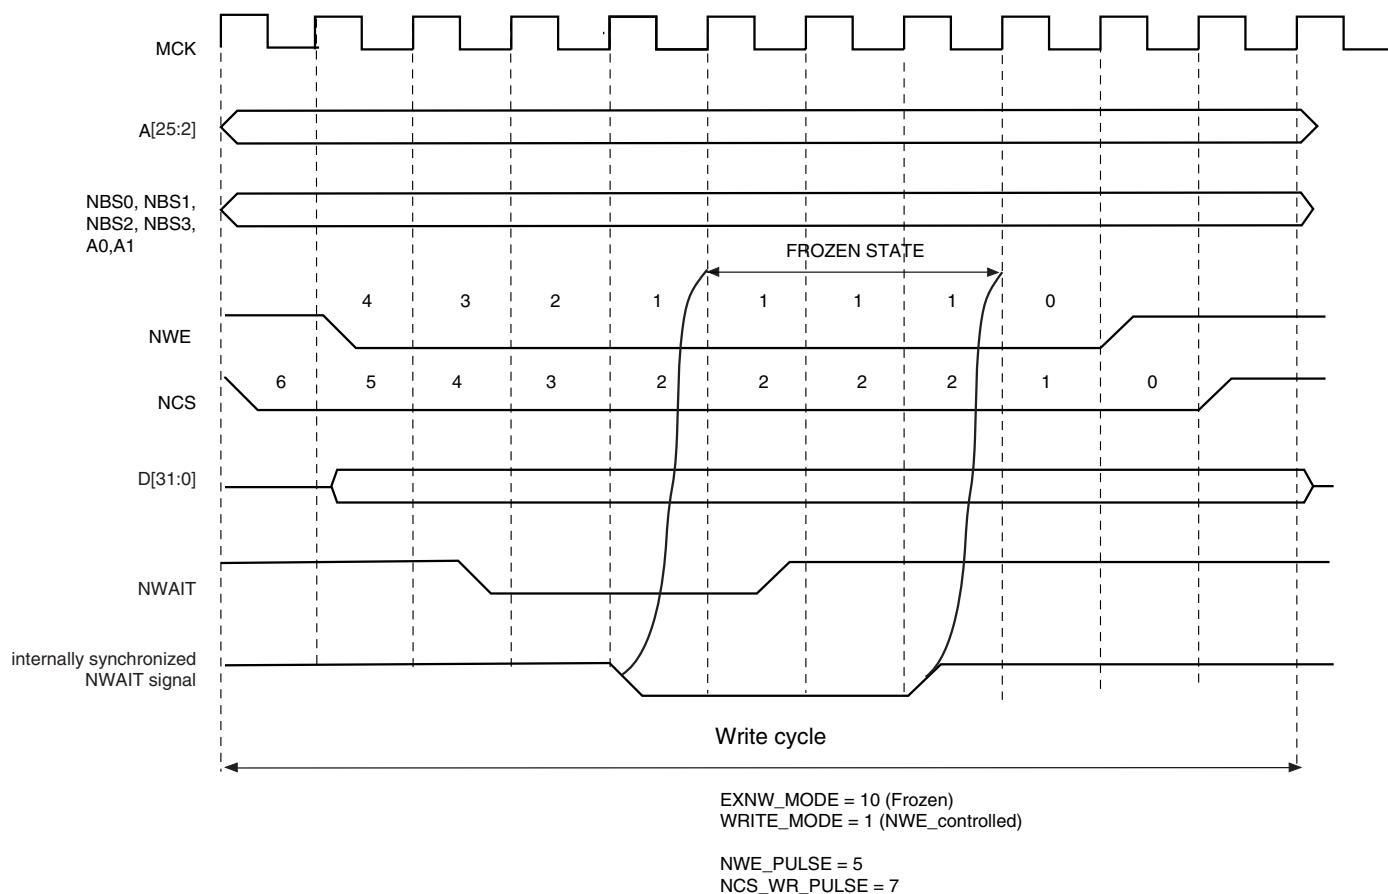 MCK
A[25:2]
NBS0, NBS1,
NBS2, NBS3,
A0,A1
FROZEN STATE
4 3 2 1 1 1 1 0
NWE
6 5 4 3 2 2 2 2 1 0
NCS
D[31:0]
NWAIT
internally synchronized
NWAIT signal
Write cycle
EXNW_MODE = 10 (Frozen)
WRITE_MODE = 1 (NWE_controlled)
NWE_PULSE = 5
NCS_WR_PULSE = 7